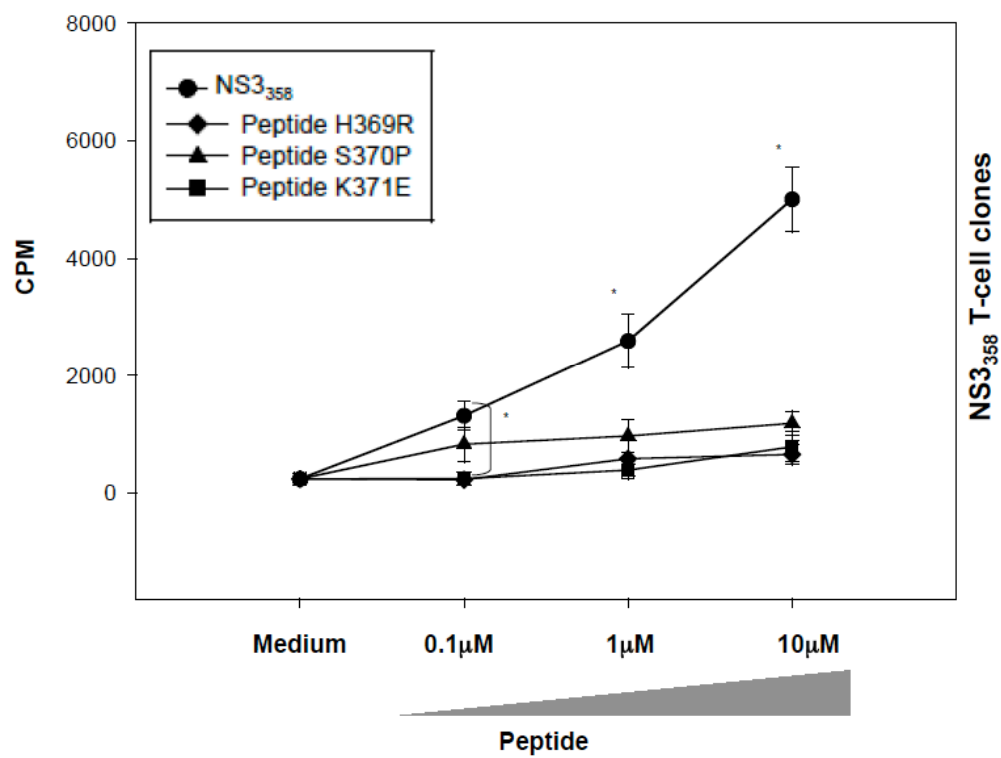 8000
6000
4000
2000
0
CPM
NS3₃₅₈
Peptide H369R
Peptide S370P
Peptide K371E
*
*
*
NS3₃₅₈ T-cell clones
Medium 0.1µM 1µM 10µM
Peptide